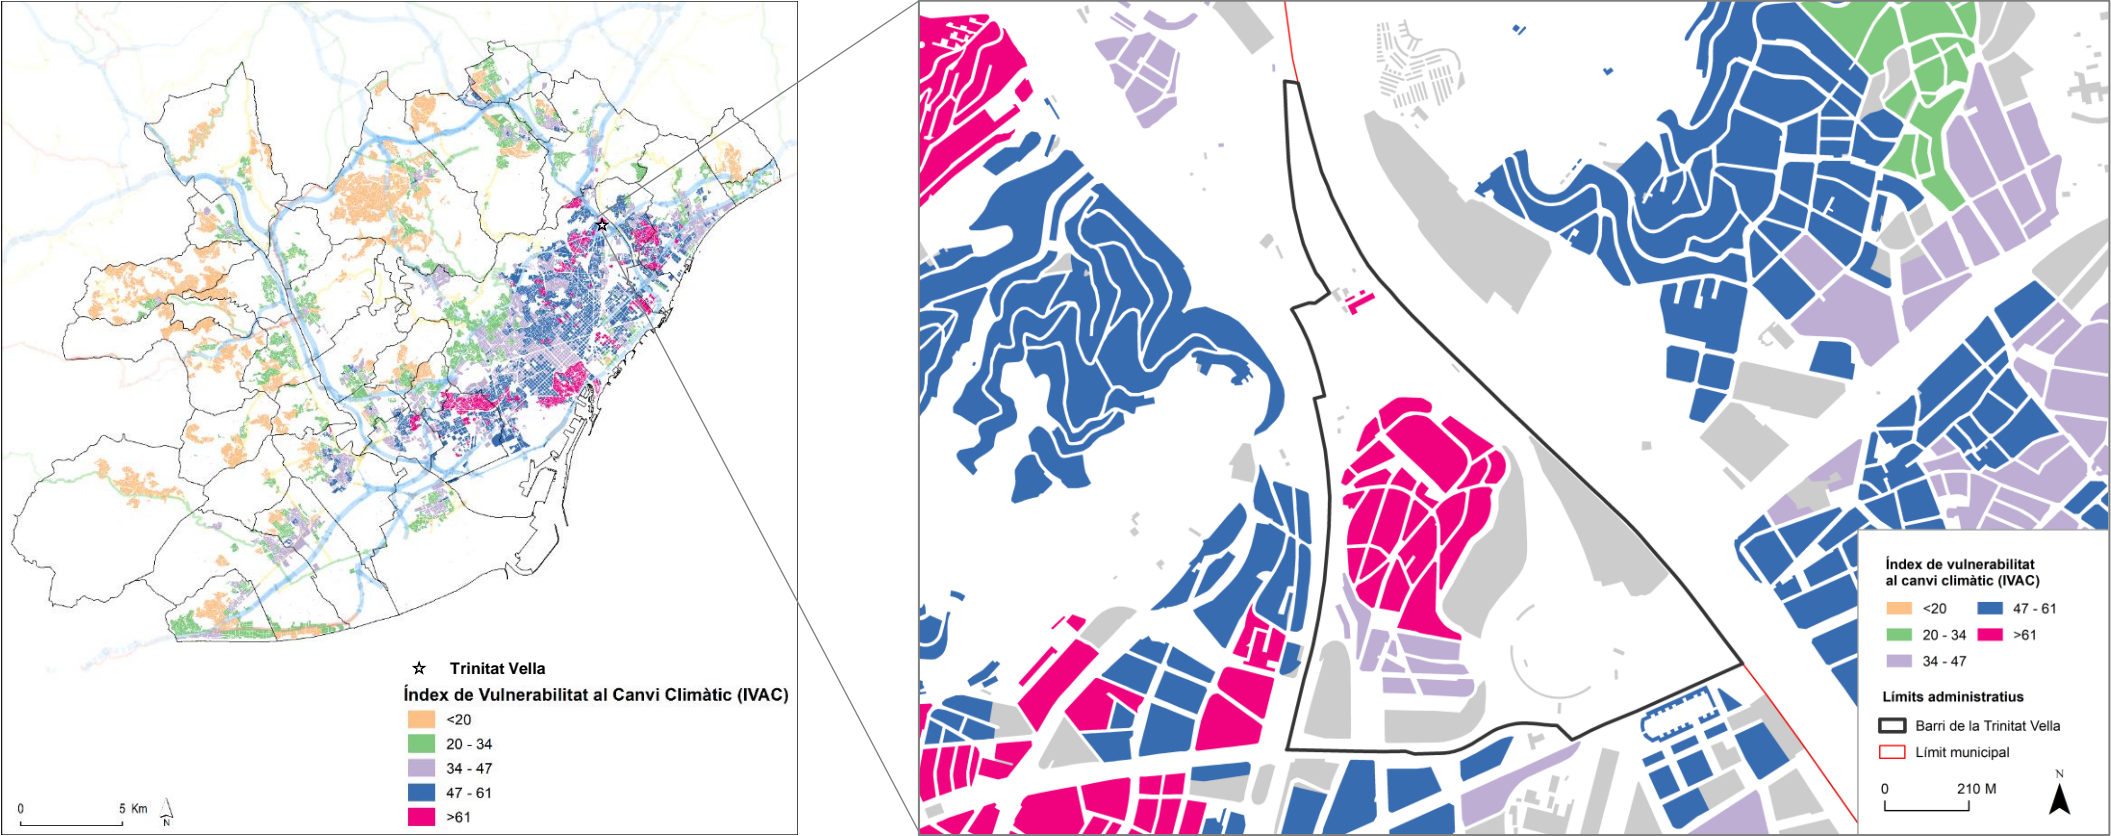 Trinitat Vella
Índex de Vulnerabilitat al Canvi Climàtic (IVAC)
<20
20 - 34
34 - 47
47 - 61
>61
0 5 Km
N
Índex de vulnerabilitat
al canvi climàtic (IVAC)
<20
20 - 34
34 - 47
47 - 61
>61
Límits administratius
Barri de la Trinitat Vella
Límit municipal
0 210 M
N